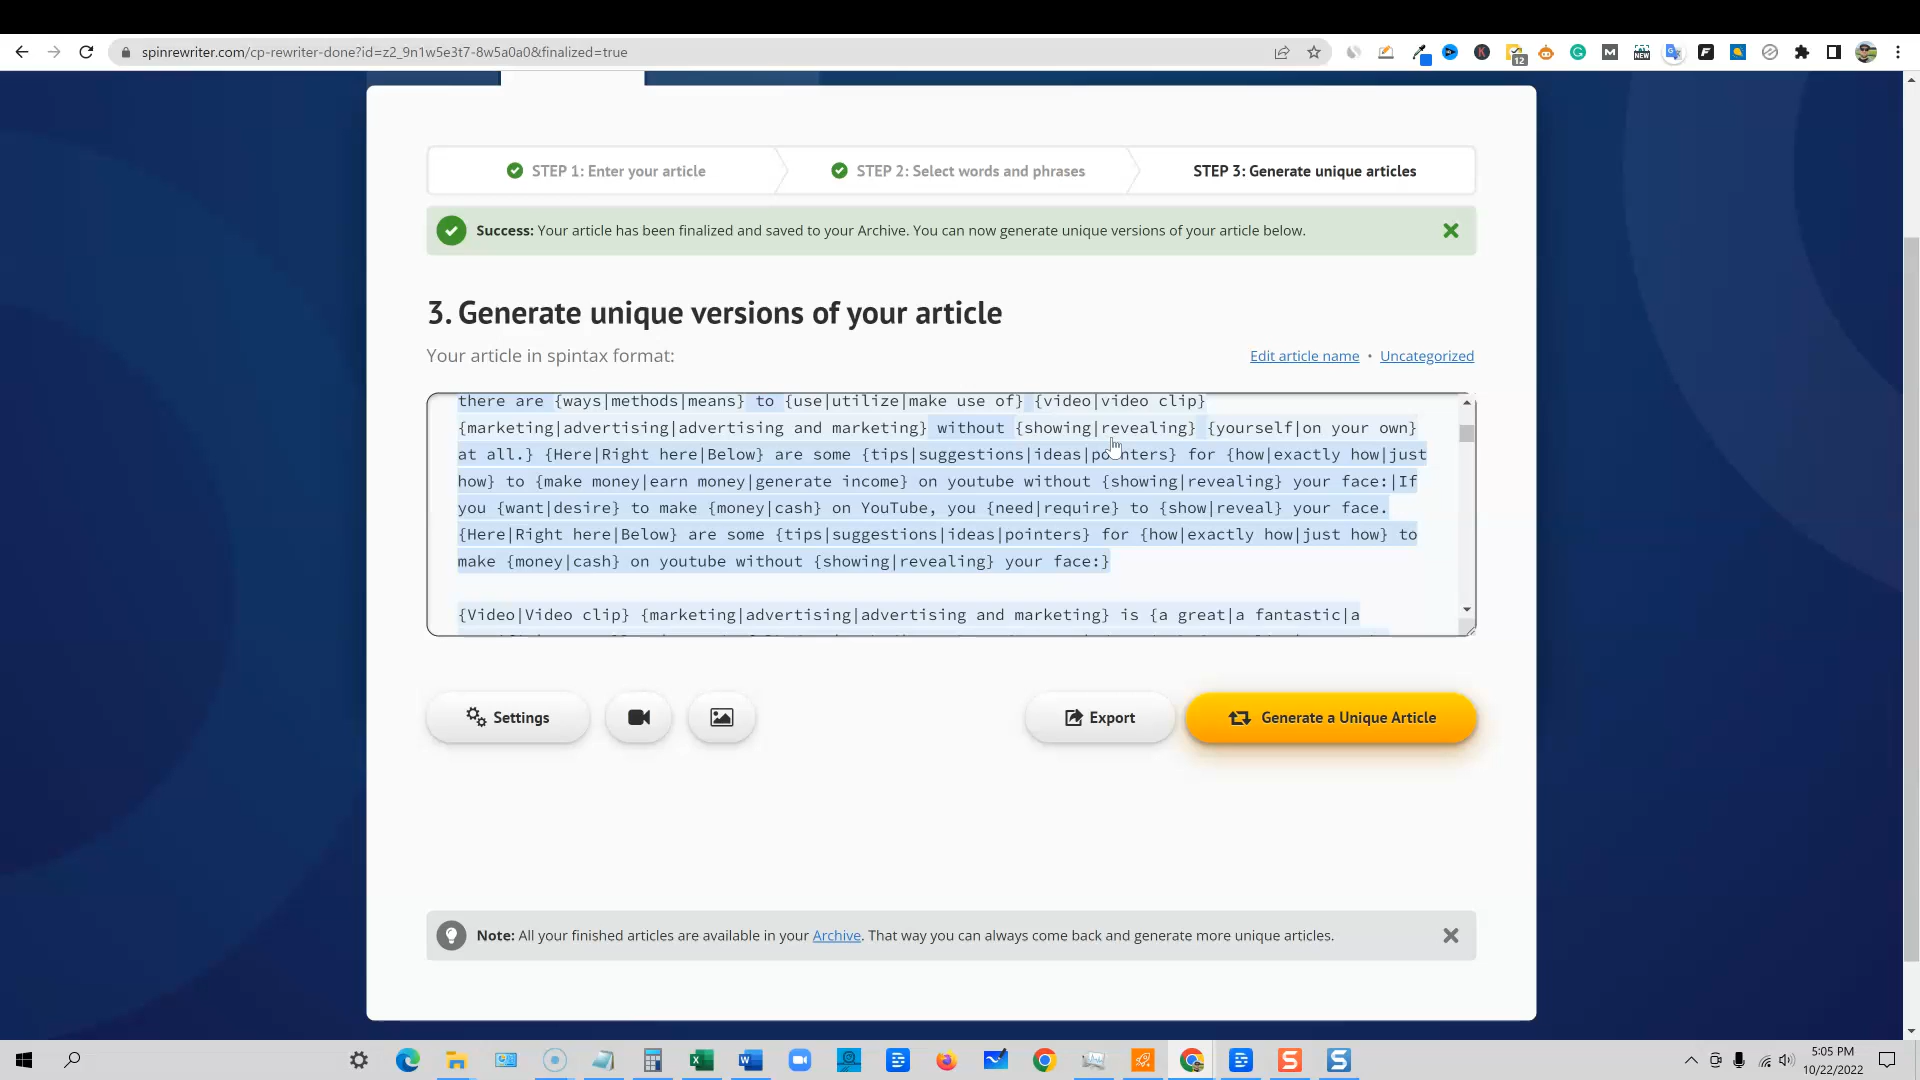 spinrewriter.com/cp-rewriter-done?id=z2_9n1w5e3t7-8w5a0a0&finalized=true
12
NEW
STEP 1: Enter your article
STEP 2: Select words and phrases
STEP 3: Generate unique articles
Success: Your article has been finalized and saved to your Archive. You can now generate unique versions of your article below.
3. Generate unique versions of your article
Your article in spintax format:
Edit article name • Uncategorized
there are {ways|methods|means} to {use|utilize|make use of} {video|video clip}
{marketing|advertising|advertising and marketing} without {showing|revealing} {yourself|on your own}
at all.} {Here|Right here|Below} are some {tips|suggestions|ideas|pointers} for {how|exactly how|just
how} to {make money|earn money|generate income} on youtube without {showing|revealing} your face:|If
you {want|desire} to make {money|cash} on YouTube, you {need|require} to {show|reveal} your face.
{Here|Right here|Below} are some {tips|suggestions|ideas|pointers} for {how|exactly how|just how} to
make {money|cash} on youtube without {showing|revealing} your face:}
{Video|Video clip} {marketing|advertising|advertising and marketing} is {a great|a fantastic|a
Settings
Export
Generate a Unique Article
Note: All your finished articles are available in your Archive. That way you can always come back and generate more unique articles.
5:05 PM
10/22/2022